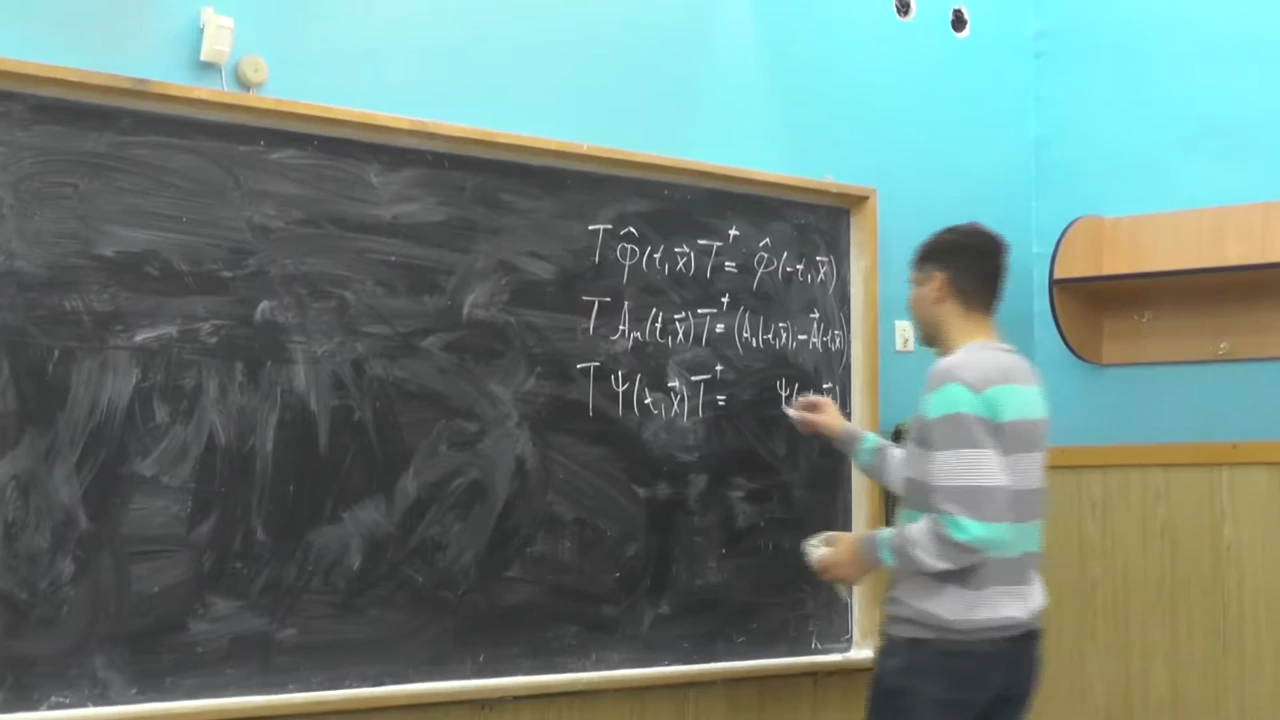 T φ̂(t,x⃗) T⁺= φ̂(-t,x⃗)
T Aμ(t,x⃗) T⁺= (A₀(-t,x⃗),-A⃗(-t,x⃗))
T Ψ(t,x⃗) T⁺= Ψ(